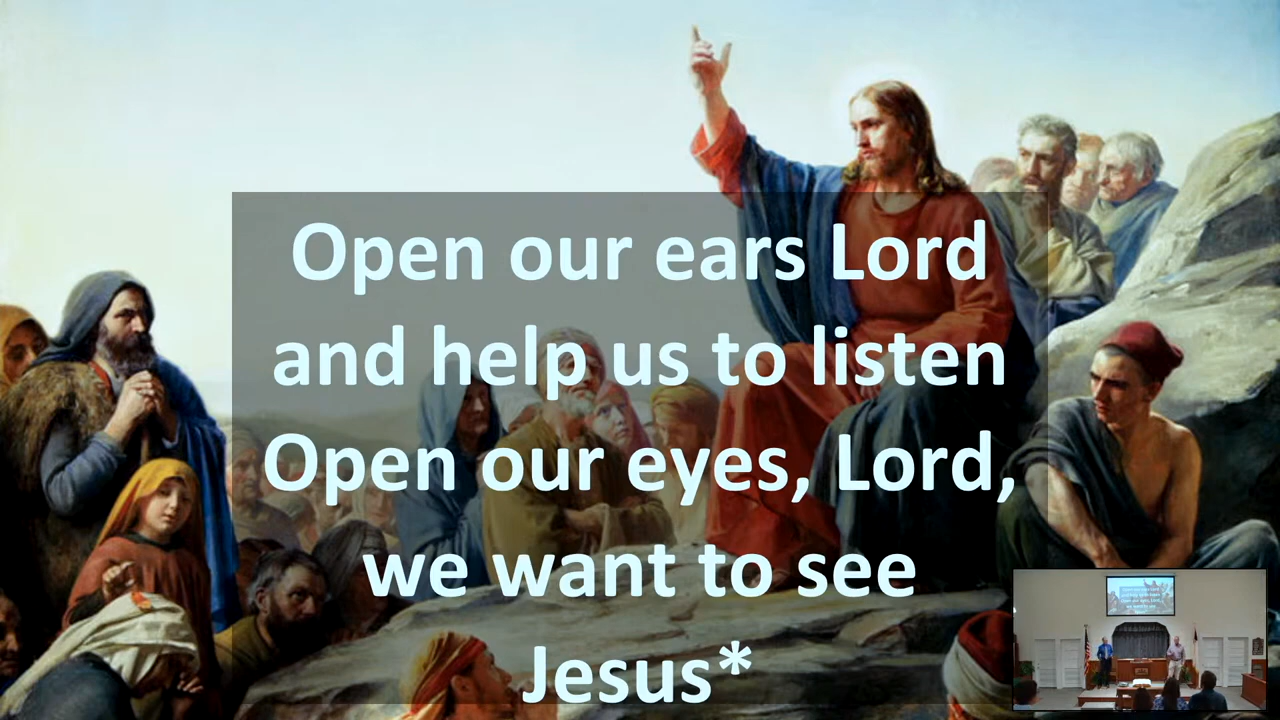 Open our ears Lord
and help us to listen
Open our eyes, Lord,
we want to see
Jesus*